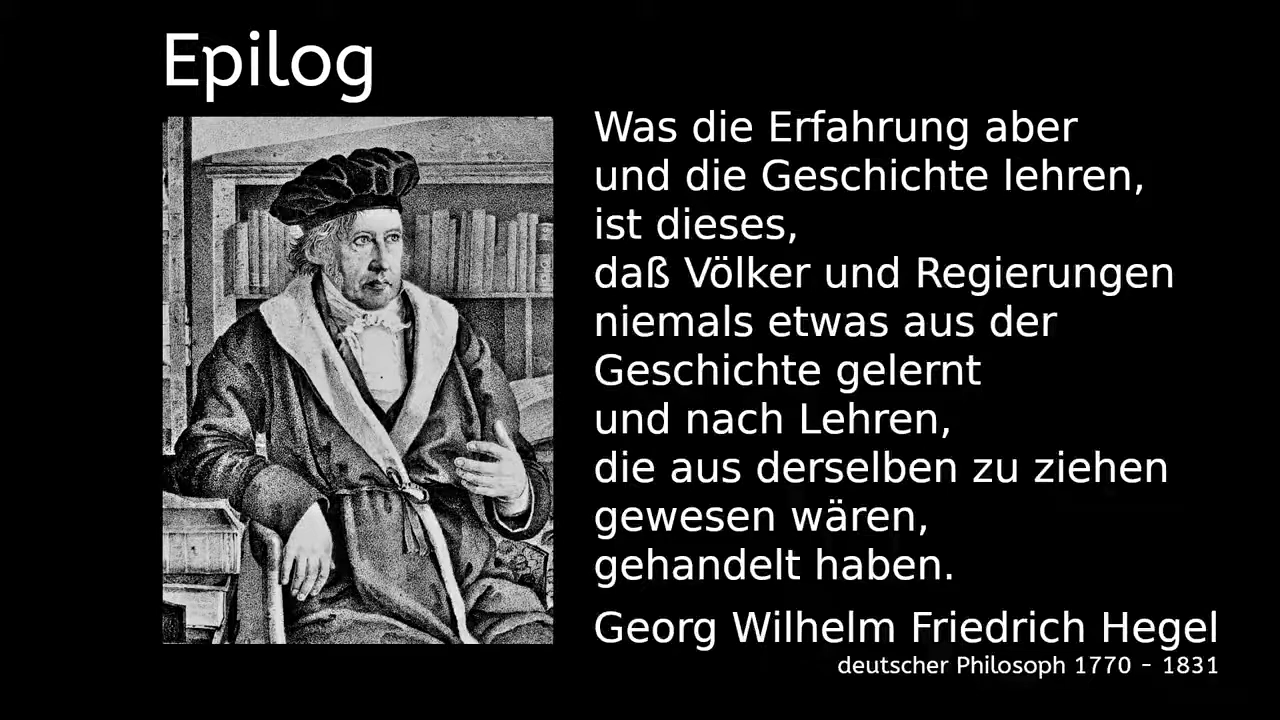 Epilog
Was die Erfahrung aber
und die Geschichte lehren,
ist dieses,
daß Völker und Regierungen
niemals etwas aus der
Geschichte gelernt
und nach Lehren,
die aus derselben zu ziehen
gewesen wären,
gehandelt haben.
Georg Wilhelm Friedrich Hegel
deutscher Philosoph 1770 - 1831